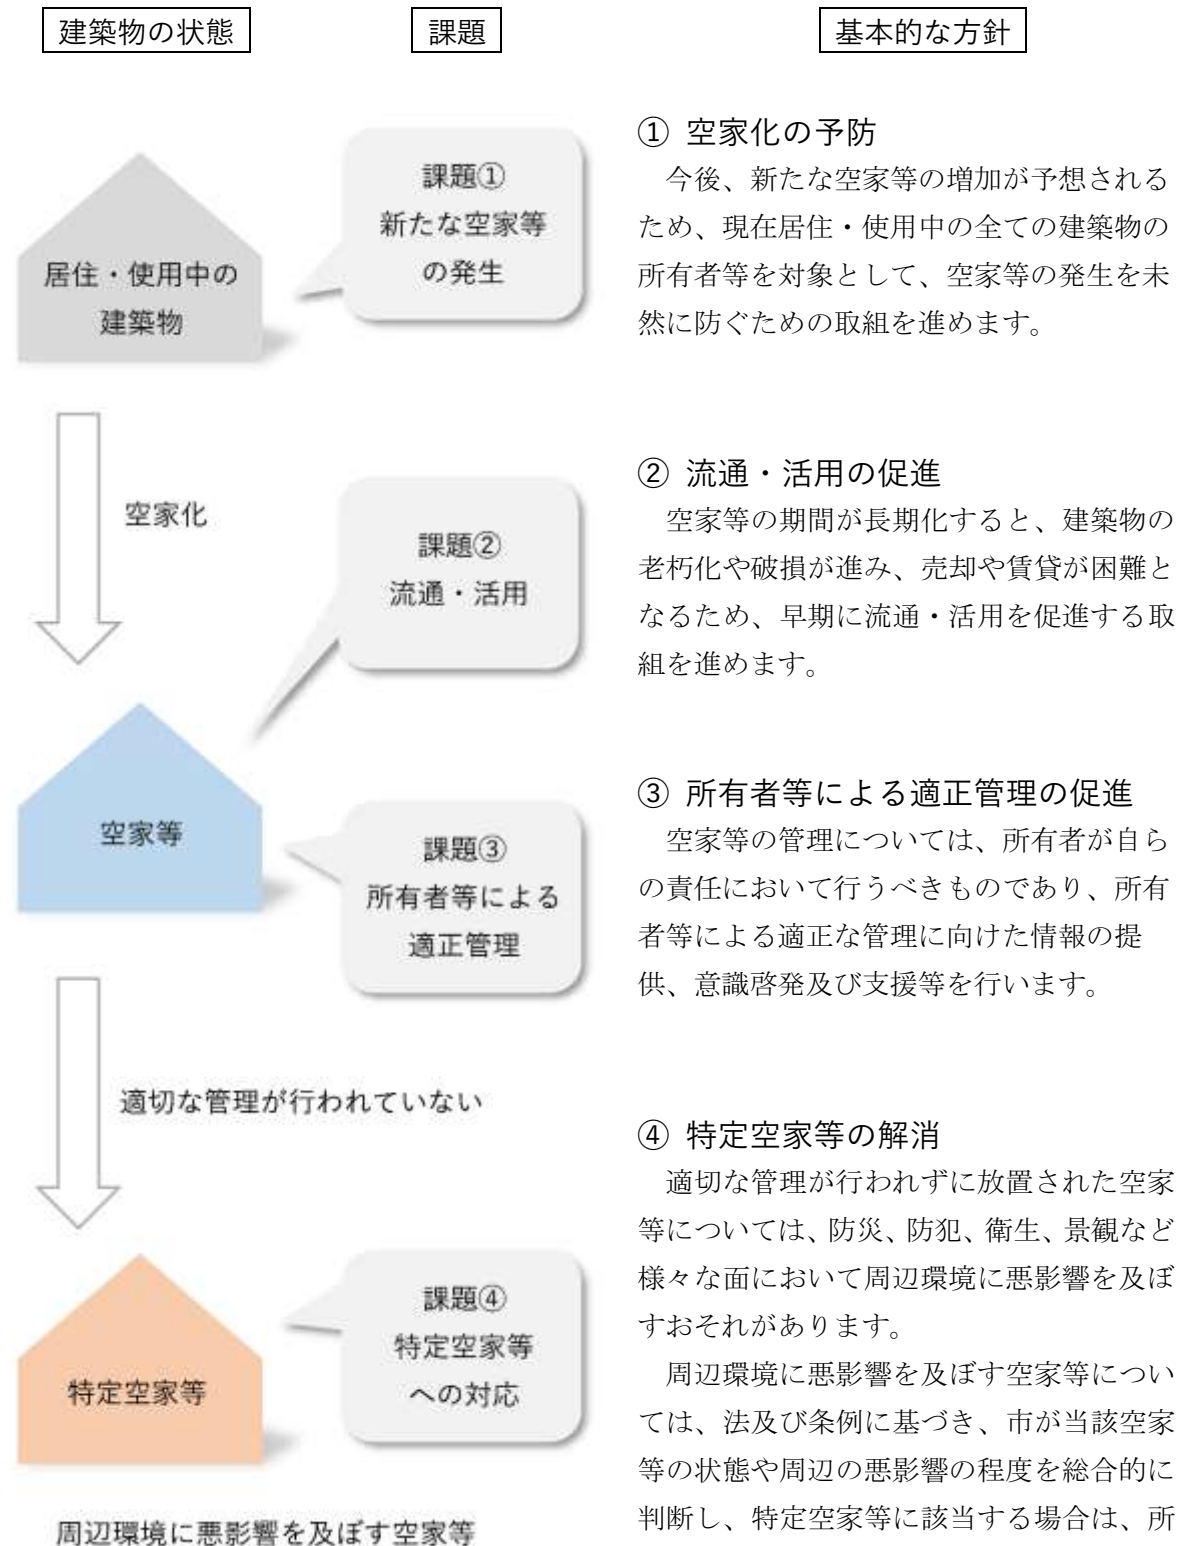 建築物の状態
課題
基本的な方針
居住・使用中の
建築物
課題①
新たな空家等
の発生
① 空家化の予防
今後、新たな空家等の増加が予想される
ため、現在居住・使用中の全ての建築物の
所有者等を対象として、空家等の発生を未
然に防ぐための取組を進めます。
空家化
課題②
流通・活用
② 流通・活用の促進
空家等の期間が長期化すると、建築物の
老朽化や破損が進み、売却や賃貸が困難と
なるため、早期に流通・活用を促進する取
組を進めます。
空家等
課題③
所有者等による
適正管理
③ 所有者等による適正管理の促進
空家等の管理については、所有者が自ら
の責任において行うべきものであり、所有
者等による適正な管理に向けた情報の提
供、意識啓発及び支援等を行います。
適切な管理が行われていない
特定空家等
課題④
特定空家等
への対応
④ 特定空家等の解消
適切な管理が行われずに放置された空家
等については、防災、防犯、衛生、景観など
様々な面において周辺環境に悪影響を及ぼ
すおそれがあります。
周辺環境に悪影響を及ぼす空家等につい
ては、法及び条例に基づき、市が当該空家
等の状態や周辺の悪影響の程度を総合的に
判断し、特定空家等に該当する場合は、所
周辺環境に悪影響を及ぼす空家等